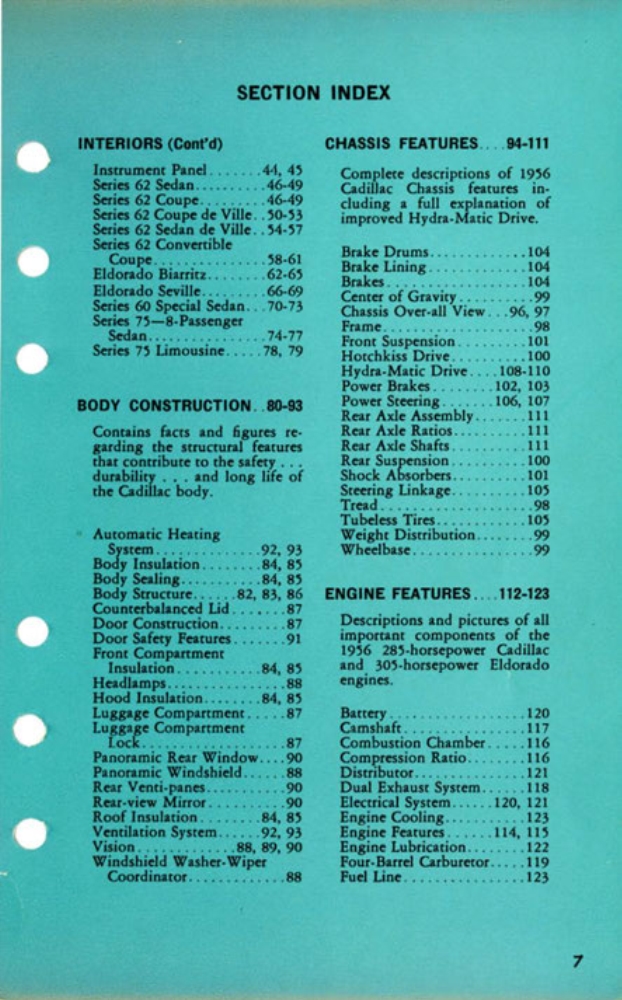 SECTION INDEX
INTERIORS (Cont'd)
Instrument Panel.......44, 45
Series 62 Sedan..........46-49
Series 62 Coupe..........46-49
Series 62 Coupe de Ville..50-53
Series 62 Sedan de Ville..54-57
Series 62 Convertible
Coupe................58-61
Eldorado Biarritz........62-65
Eldorado Seville.........66-69
Series 60 Special Sedan...70-73
Series 75—8-Passenger
Sedan.................74-77
Series 75 Limousine.....78, 79
BODY CONSTRUCTION..80-93
Contains facts and figures re-
garding the structural features
that contribute to the safety . . .
durability . . . and long life of
the Cadillac body.
Automatic Heating
System...............92, 93
Body Insulation.........84, 85
Body Sealing............84, 85
Body Structure......82, 83, 86
Counterbalanced Lid.......87
Door Construction.........87
Door Safety Features.......91
Front Compartment
Insulation............84, 85
Headlamps.................88
Hood Insulation.........84, 85
Luggage Compartment.....87
Luggage Compartment
Lock....................87
Panoramic Rear Window....90
Panoramic Windshield......88
Rear Venti-panes...........90
Rear-view Mirror...........90
Roof Insulation.........84, 85
Ventilation System......92, 93
Vision..............88, 89, 90
Windshield Washer-Wiper
Coordinator.............88
CHASSIS FEATURES....94-111
Complete descriptions of 1956
Cadillac Chassis features in-
cluding a full explanation of
improved Hydra-Matic Drive.
Brake Drums..............104
Brake Lining..............104
Brakes....................104
Center of Gravity..........99
Chassis Over-all View...96, 97
Frame.....................98
Front Suspension..........101
Hotchkiss Drive...........100
Hydra-Matic Drive....108-110
Power Brakes........102, 103
Power Steering.......106, 107
Rear Axle Assembly.......111
Rear Axle Ratios..........111
Rear Axle Shafts..........111
Rear Suspension...........100
Shock Absorbers...........101
Steering Linkage...........105
Tread.....................98
Tubeless Tires.............105
Weight Distribution........99
Wheelbase.................99
ENGINE FEATURES....112-123
Descriptions and pictures of all
important components of the
1956 285-horsepower Cadillac
and 305-horsepower Eldorado
engines.
Battery...................120
Camshaft.................117
Combustion Chamber.....116
Compression Ratio........116
Distributor................121
Dual Exhaust System......118
Electrical System......120, 121
Engine Cooling...........123
Engine Features......114, 115
Engine Lubrication........122
Four-Barrel Carburetor.....119
Fuel Line.................123
7